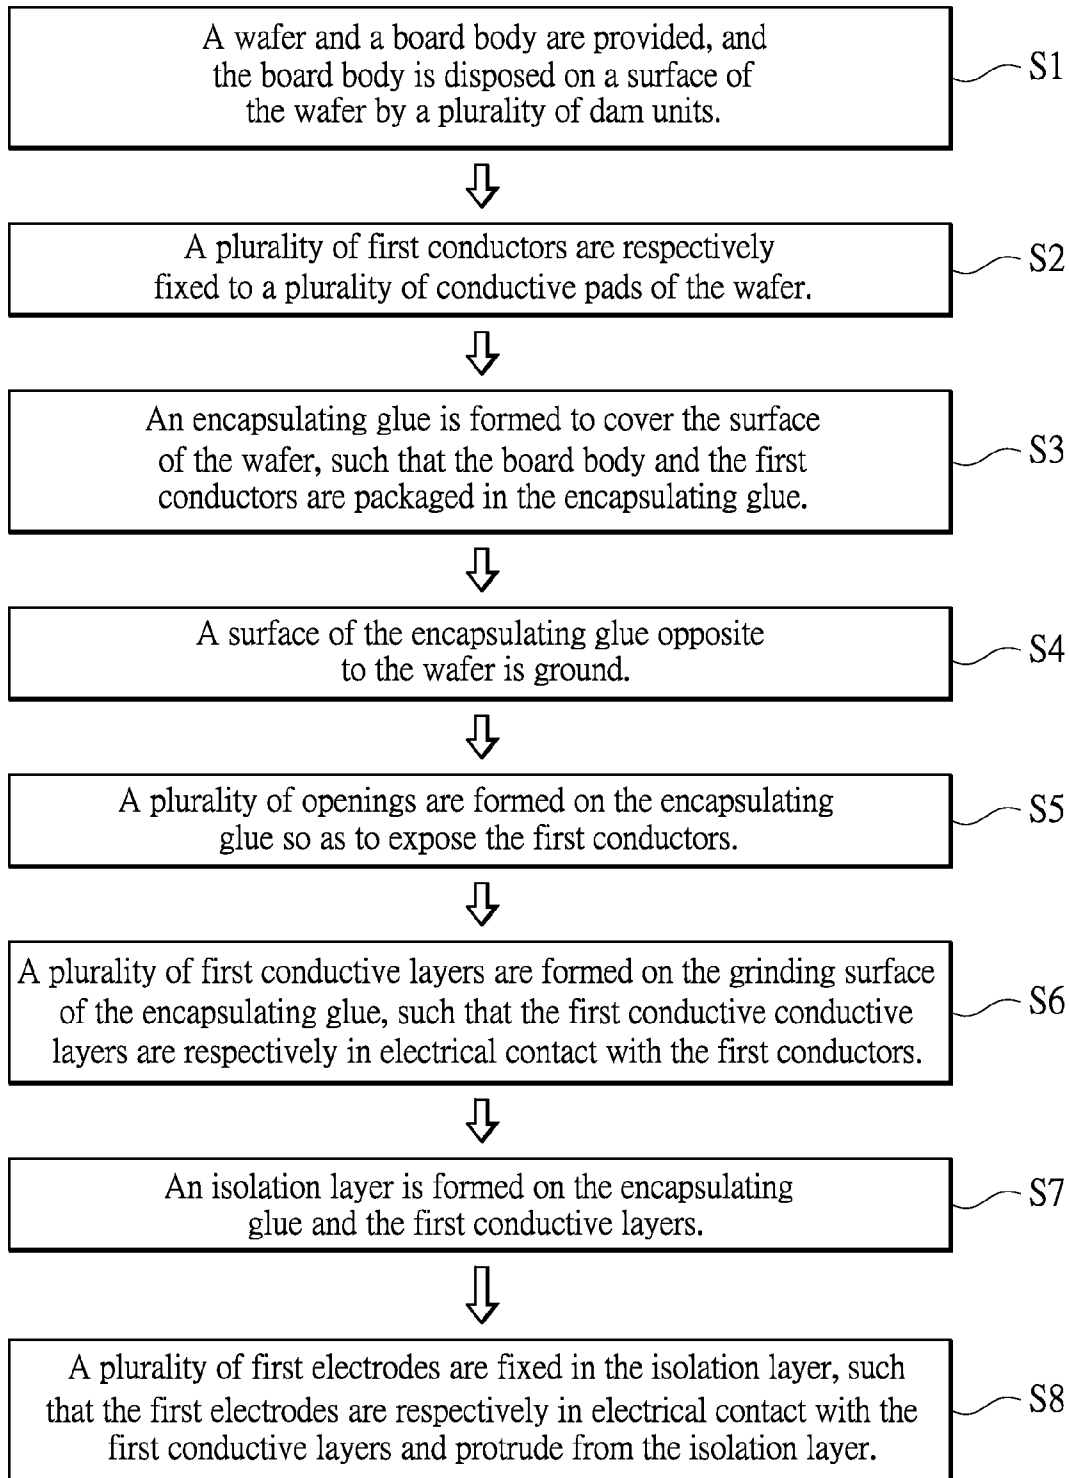 A wafer and a board body are provided, and
the board body is disposed on a surface of
the wafer by a plurality of dam units.
S1
A plurality of first conductors are respectively
fixed to a plurality of conductive pads of the wafer.
S2
An encapsulating glue is formed to cover the surface
of the wafer, such that the board body and the first
conductors are packaged in the encapsulating glue.
S3
A surface of the encapsulating glue opposite
to the wafer is ground.
S4
A plurality of openings are formed on the encapsulating
glue so as to expose the first conductors.
S5
A plurality of first conductive layers are formed on the grinding surface
of the encapsulating glue, such that the first conductive conductive
layers are respectively in electrical contact with the first conductors.
S6
An isolation layer is formed on the encapsulating
glue and the first conductive layers.
S7
A plurality of first electrodes are fixed in the isolation layer, such
that the first electrodes are respectively in electrical contact with the
first conductive layers and protrude from the isolation layer.
S8